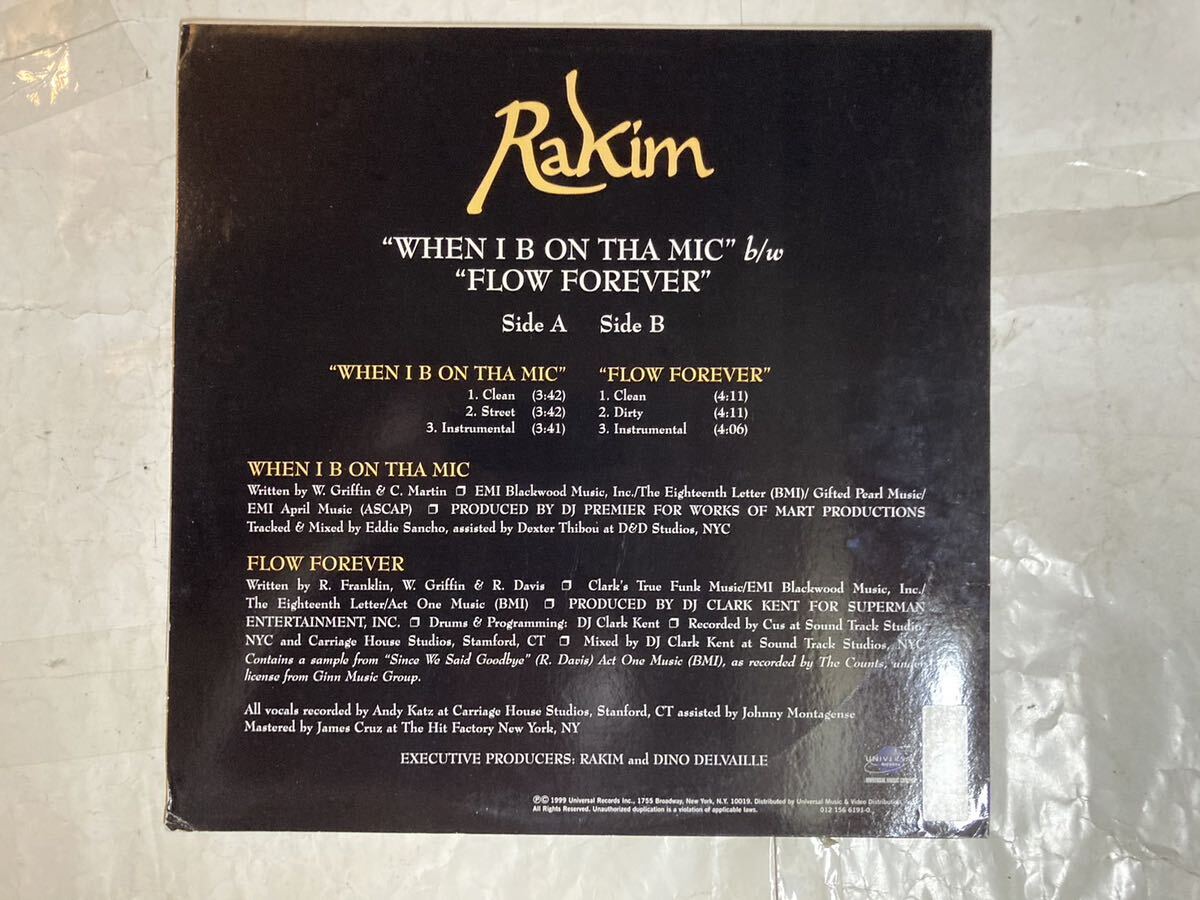 Rakim
“WHEN I B ON THA MIC” b/w
“FLOW FOREVER”
Side A Side B
“WHEN I B ON THA MIC” “FLOW FOREVER”
1. Clean (3:42) 1. Clean (4:11)
2. Street (3:42) 2. Dirty (4:11)
3. Instrumental (3:41) 3. Instrumental (4:06)
WHEN I B ON THA MIC
Written by W. Griffin & C. Martin ❒ EMI Blackwood Music, Inc./The Eighteenth Letter (BMI)/ Gifted Pearl Music/
EMI April Music (ASCAP) ❒ PRODUCED BY DJ PREMIER FOR WORKS OF MART PRODUCTIONS
Tracked & Mixed by Eddie Sancho, assisted by Dexter Thibou at D&D Studios, NYC
FLOW FOREVER
Written by R. Franklin, W. Griffin & R. Davis ❒ Clark's True Funk Music/EMI Blackwood Music, Inc./
The Eighteenth Letter/Act One Music (BMI) ❒ PRODUCED BY DJ CLARK KENT FOR SUPERMAN
ENTERTAINMENT, INC. ❒ Drums & Programming: DJ Clark Kent ❒ Recorded by Cus at Sound Track Studio,
NYC and Carriage House Studios, Stamford, CT ❒ Mixed by DJ Clark Kent at Sound Track Studios, NYC
Contains a sample from “Since We Said Goodbye” (R. Davis) Act One Music (BMI), as recorded by The Counts, under
license from Ginn Music Group.
All vocals recorded by Andy Katz at Carriage House Studios, Stanford, CT assisted by Johnny Montagense
Mastered by James Cruz at The Hit Factory New York, NY
EXECUTIVE PRODUCERS: RAKIM and DINO DELVAILLE
UNIVERSAL
RECORDS
℗© 1999 Universal Records Inc., 1755 Broadway, New York, N.Y. 10019. Distributed by Universal Music & Video Distribution.
All Rights Reserved. Unauthorized duplication is a violation of applicable laws. 012 156 6191-0